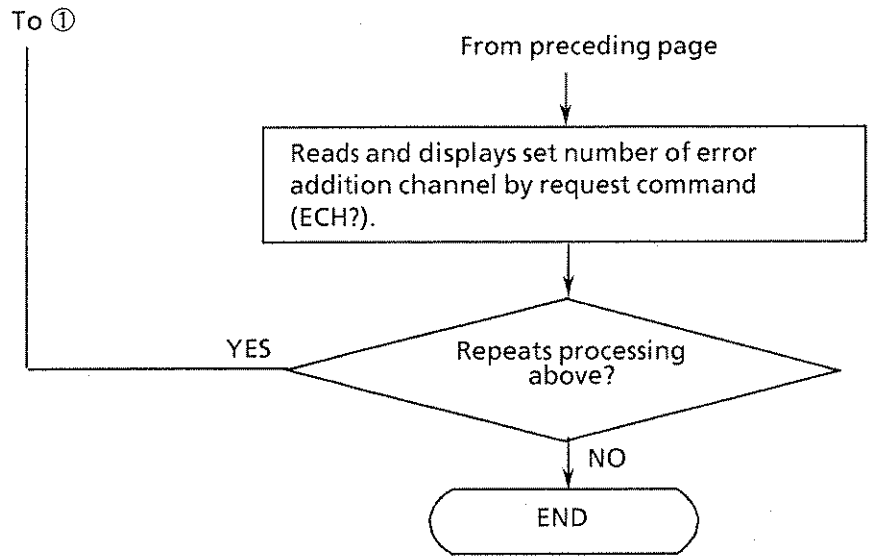 To ①
From preceding page
Reads and displays set number of error
addition channel by request command
(ECH?).
YES
Repeats processing
above?
NO
END